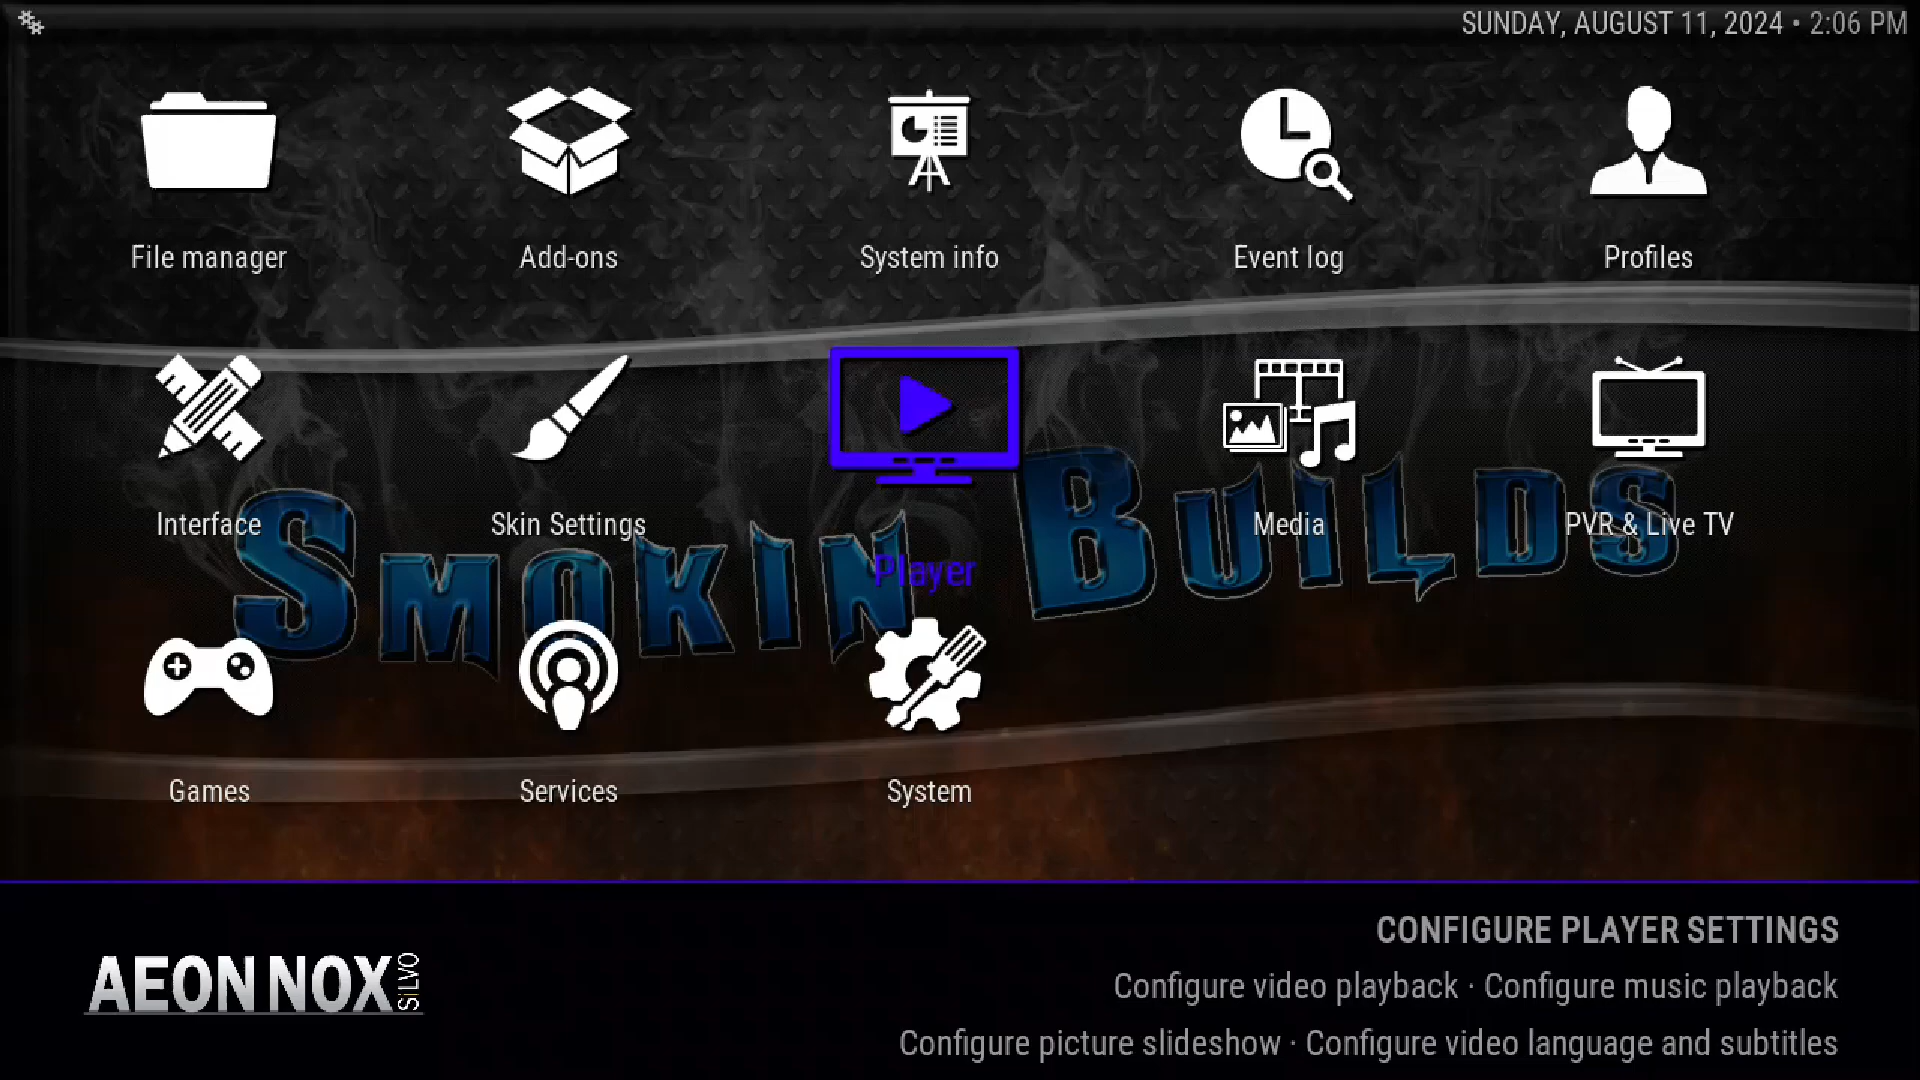 SUNDAY, AUGUST 11, 2024 • 2:06 PM
File manager
Add-ons
System info
Event log
Profiles
Interface
Skin Settings
Player
Media
PVR & Live TV
SMOKIN BUILDS
Games
Services
System
AEON NOX SiLVO
CONFIGURE PLAYER SETTINGS
Configure video playback · Configure music playback
Configure picture slideshow · Configure video language and subtitles